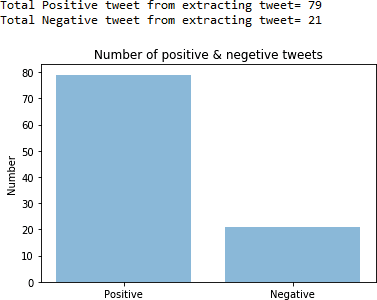 Total Positive tweet from extracting tweet= 79
Total Negative tweet from extracting tweet= 21
Number of positive & negetive tweets
80
70
60
50
40
30
20
10
0
Number
Positive Negative